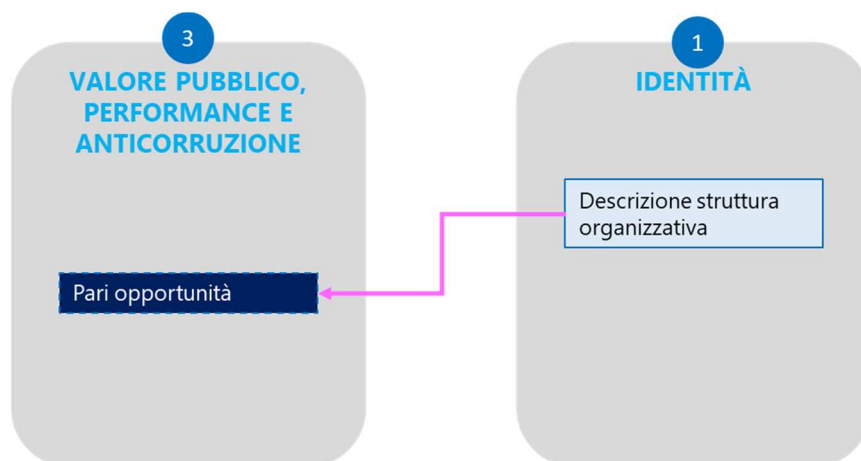 3
VALORE PUBBLICO,
PERFORMANCE E
ANTICORRUZIONE
Pari opportunità
1
IDENTITÀ
Descrizione struttura
organizzativa